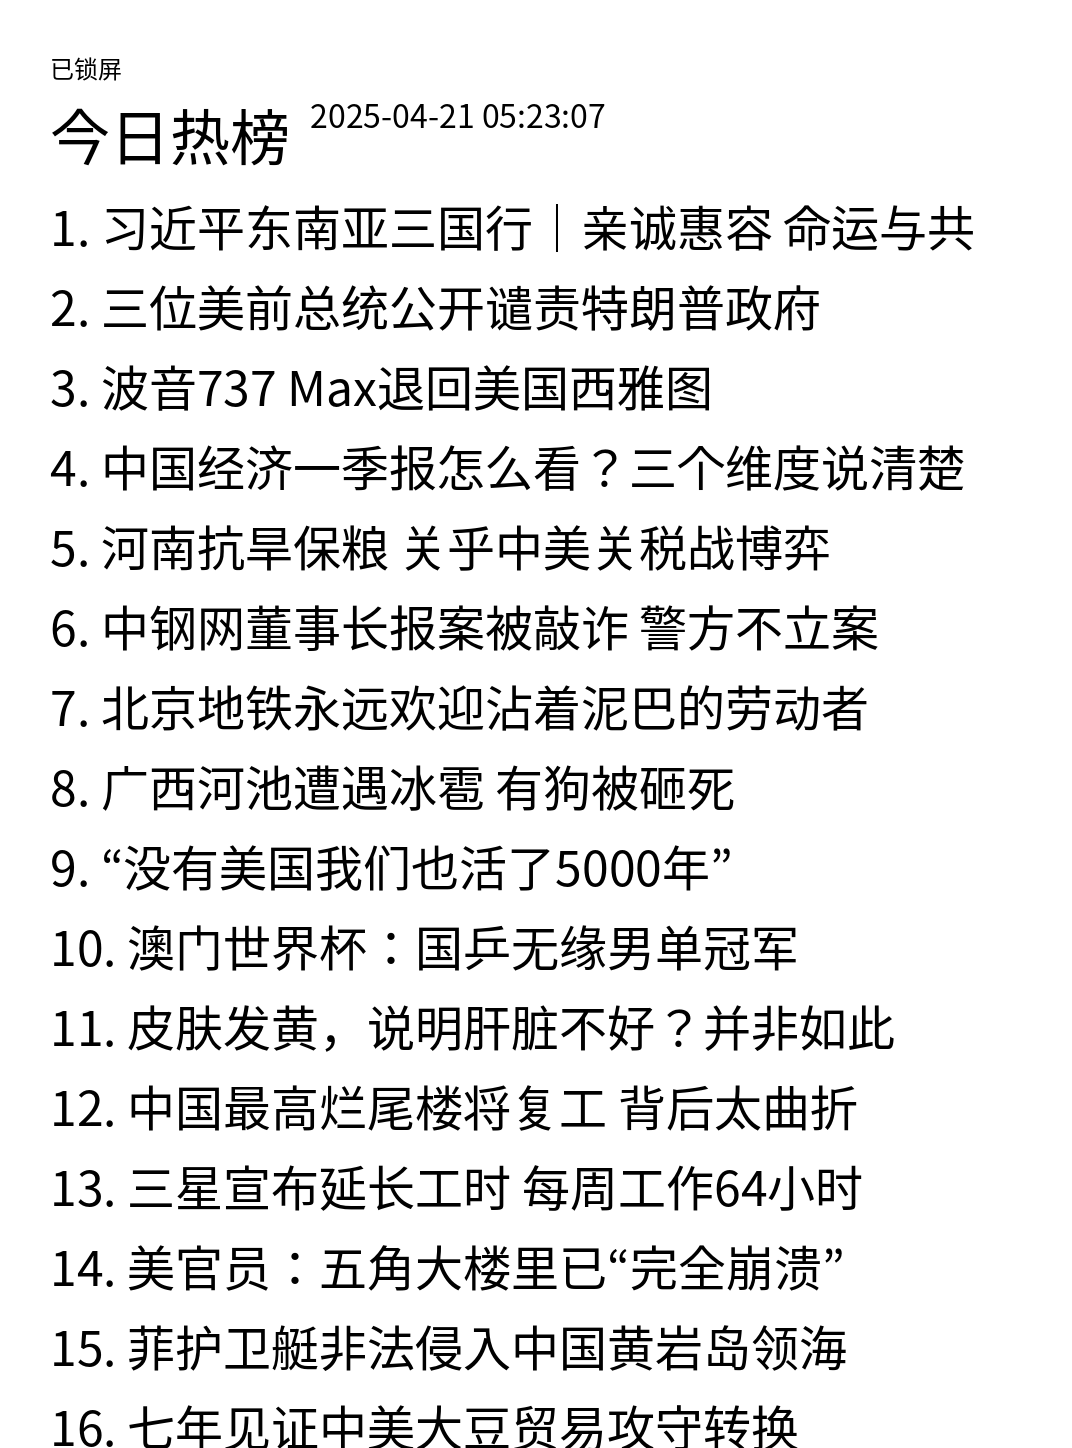 已锁屏
今日热榜 2025-04-21 05:23:07
1. 习近平东南亚三国行｜亲诚惠容 命运与共
2. 三位美前总统公开谴责特朗普政府
3. 波音737 Max退回美国西雅图
4. 中国经济一季报怎么看？三个维度说清楚
5. 河南抗旱保粮 关乎中美关税战博弈
6. 中钢网董事长报案被敲诈 警方不立案
7. 北京地铁永远欢迎沾着泥巴的劳动者
8. 广西河池遭遇冰雹 有狗被砸死
9. “没有美国我们也活了5000年”
10. 澳门世界杯：国乒无缘男单冠军
11. 皮肤发黄，说明肝脏不好？并非如此
12. 中国最高烂尾楼将复工 背后太曲折
13. 三星宣布延长工时 每周工作64小时
14. 美官员：五角大楼里已“完全崩溃”
15. 菲护卫艇非法侵入中国黄岩岛领海
16. 七年见证中美大豆贸易攻守转换